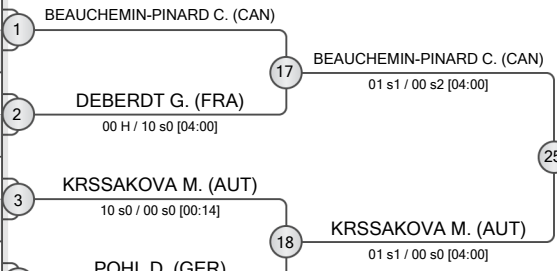 BEAUCHEMIN-PINARD C. (CAN)
1
BEAUCHEMIN-PINARD C. (CAN)
17
01 s1 / 00 s2 [04:00]
DEBERDT G. (FRA)
2
00 H / 10 s0 [04:00]
25
KRSSAKOVA M. (AUT)
3
10 s0 / 00 s0 [00:14]
KRSSAKOVA M. (AUT)
18
01 s1 / 00 s0 [04:00]
POHL D. (GER)